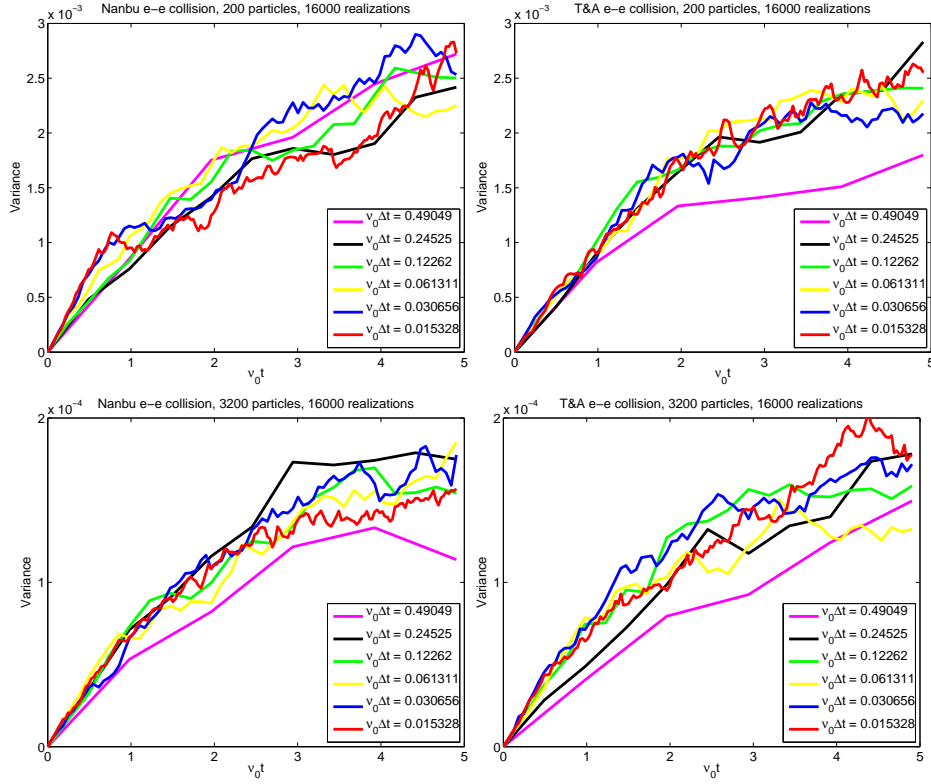 Nanbu e−e collision, 200 particles, 16000 realizations
x 10⁻³
3
2.5
2
1.5
1
0.5
0
Variance
0 1 2 3 4 5
ν₀t
ν₀Δt = 0.49049
ν₀Δt = 0.24525
ν₀Δt = 0.12262
ν₀Δt = 0.061311
ν₀Δt = 0.030656
ν₀Δt = 0.015328
T&A e−e collision, 200 particles, 16000 realizations
x 10⁻³
3
2.5
2
1.5
1
0.5
0
Variance
0 1 2 3 4 5
ν₀t
ν₀Δt = 0.49049
ν₀Δt = 0.24525
ν₀Δt = 0.12262
ν₀Δt = 0.061311
ν₀Δt = 0.030656
ν₀Δt = 0.015328
Nanbu e−e collision, 3200 particles, 16000 realizations
x 10⁻⁴
2
1
0
Variance
0 1 2 3 4 5
ν₀t
ν₀Δt = 0.49049
ν₀Δt = 0.24525
ν₀Δt = 0.12262
ν₀Δt = 0.061311
ν₀Δt = 0.030656
ν₀Δt = 0.015328
T&A e−e collision, 3200 particles, 16000 realizations
x 10⁻⁴
2
1
0
Variance
0 1 2 3 4 5
ν₀t
ν₀Δt = 0.49049
ν₀Δt = 0.24525
ν₀Δt = 0.12262
ν₀Δt = 0.061311
ν₀Δt = 0.030656
ν₀Δt = 0.015328